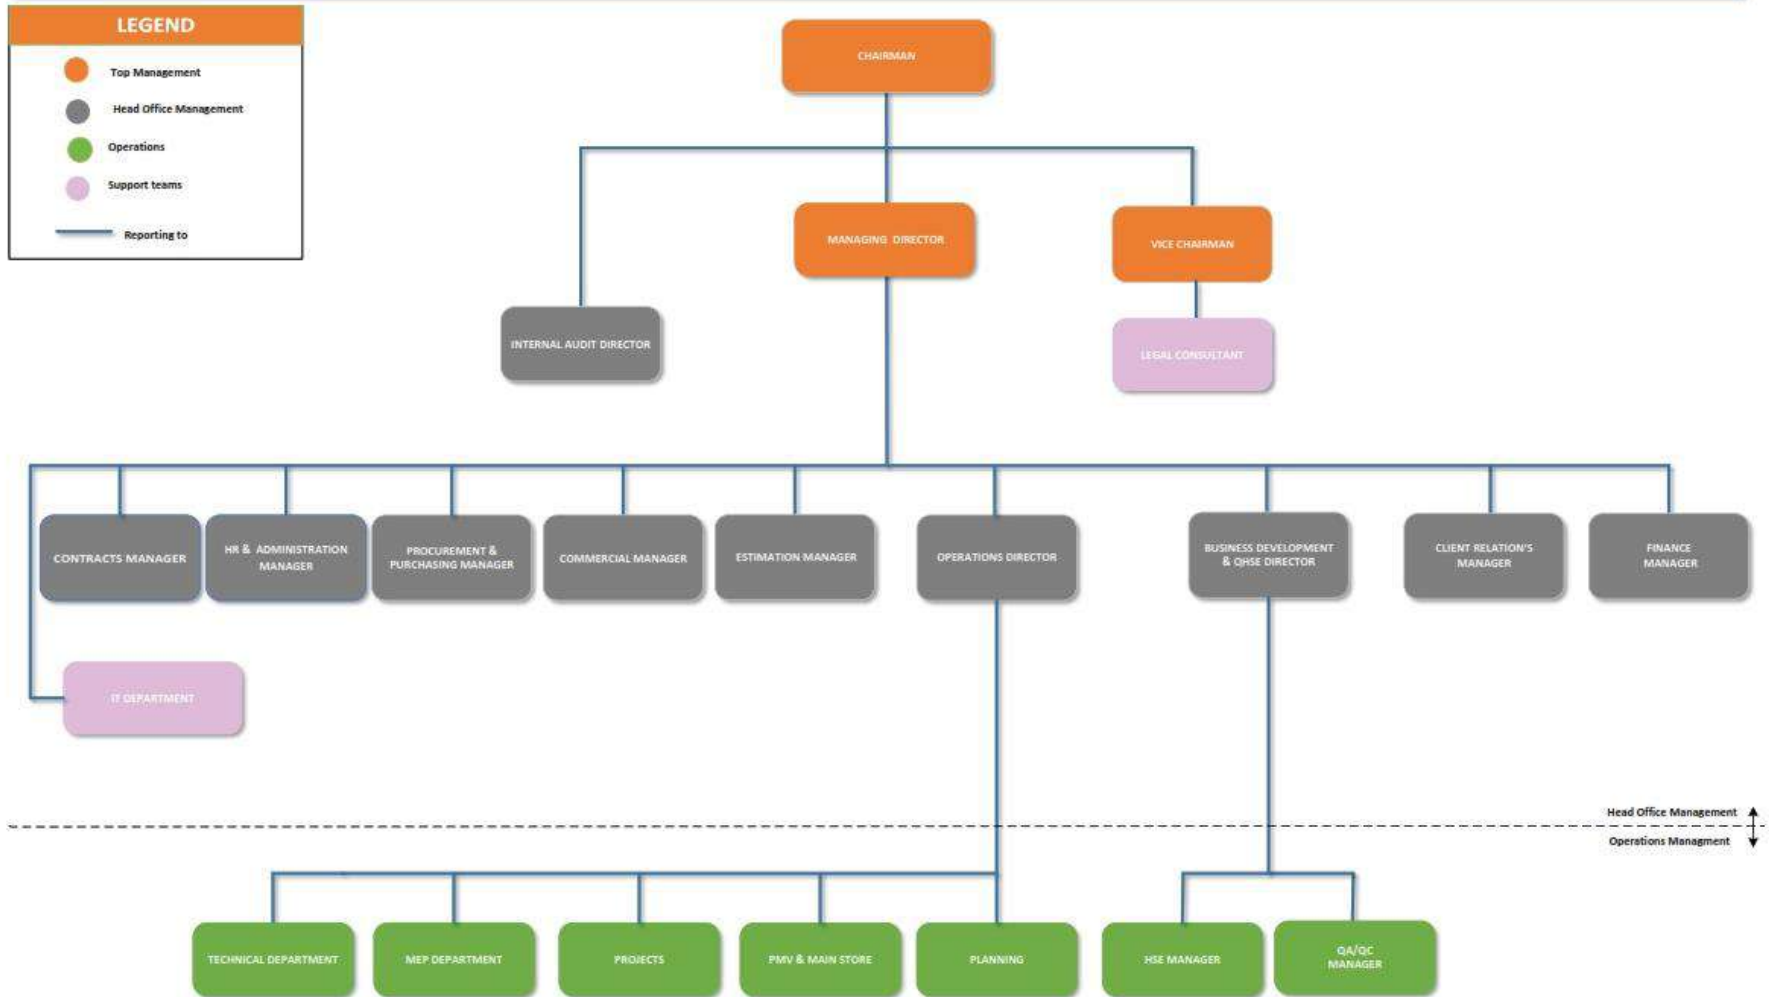 LEGEND
Top Management
Head Office Management
Operations
Support teams
Reporting to
CHAIRMAN
MANAGING DIRECTOR
VICE CHAIRMAN
INTERNAL AUDIT DIRECTOR
LEGAL CONSULTANT
CONTRACTS MANAGER
HR & ADMINISTRATION
MANAGER
PROCUREMENT &
PURCHASING MANAGER
COMMERCIAL MANAGER
ESTIMATION MANAGER
OPERATIONS DIRECTOR
BUSINESS DEVELOPMENT
& QHSE DIRECTOR
CLIENT RELATION'S
MANAGER
FINANCE
MANAGER
IT DEPARTMENT
Head Office Management
Operations Managment
TECHNICAL DEPARTMENT
MEP DEPARTMENT
PROJECTS
PMV & MAIN STORE
PLANNING
HSE MANAGER
QA/QC
MANAGER